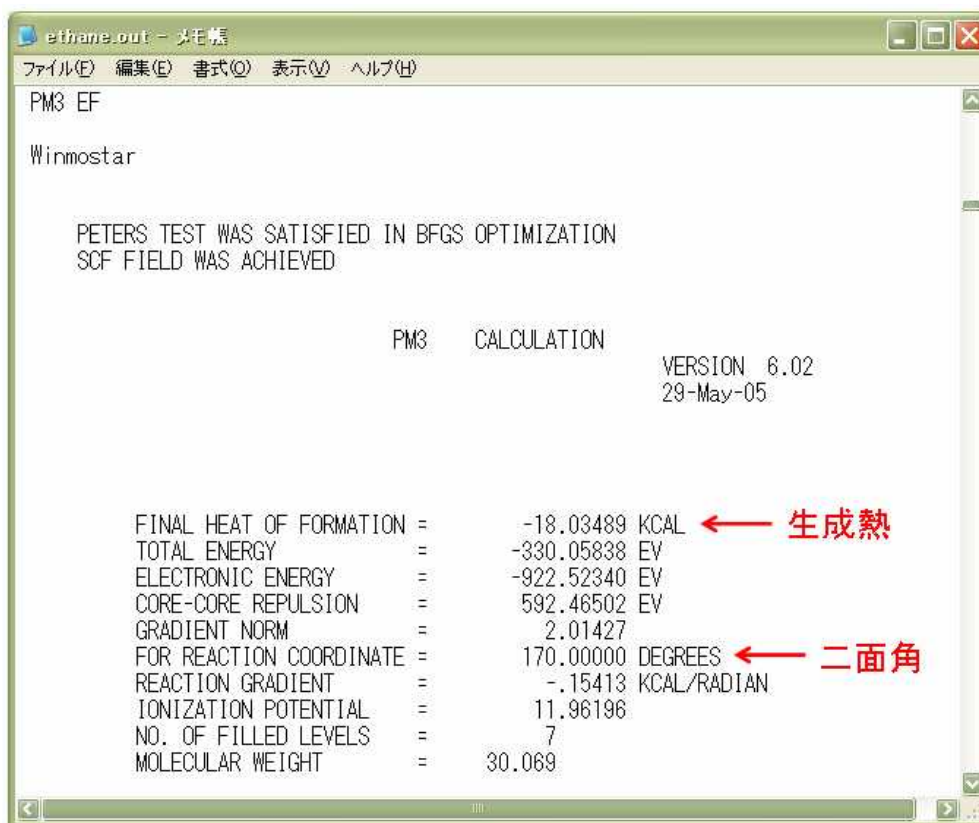 ethane.out - メモ帳
ファイル(F) 編集(E) 書式(O) 表示(V) ヘルプ(H)
PM3 EF
Winmostar
PETERS TEST WAS SATISFIED IN BFGS OPTIMIZATION
SCF FIELD WAS ACHIEVED
PM3 CALCULATION
VERSION 6.02
29-May-05
FINAL HEAT OF FORMATION = -18.03489 KCAL ← 生成熱
TOTAL ENERGY = -330.05838 EV
ELECTRONIC ENERGY = -922.52340 EV
CORE-CORE REPULSION = 592.46502 EV
GRADIENT NORM = 2.01427
FOR REACTION COORDINATE = 170.00000 DEGREES ← 二面角
REACTION GRADIENT = -.15413 KCAL/RADIAN
IONIZATION POTENTIAL = 11.96196
NO. OF FILLED LEVELS = 7
MOLECULAR WEIGHT = 30.069